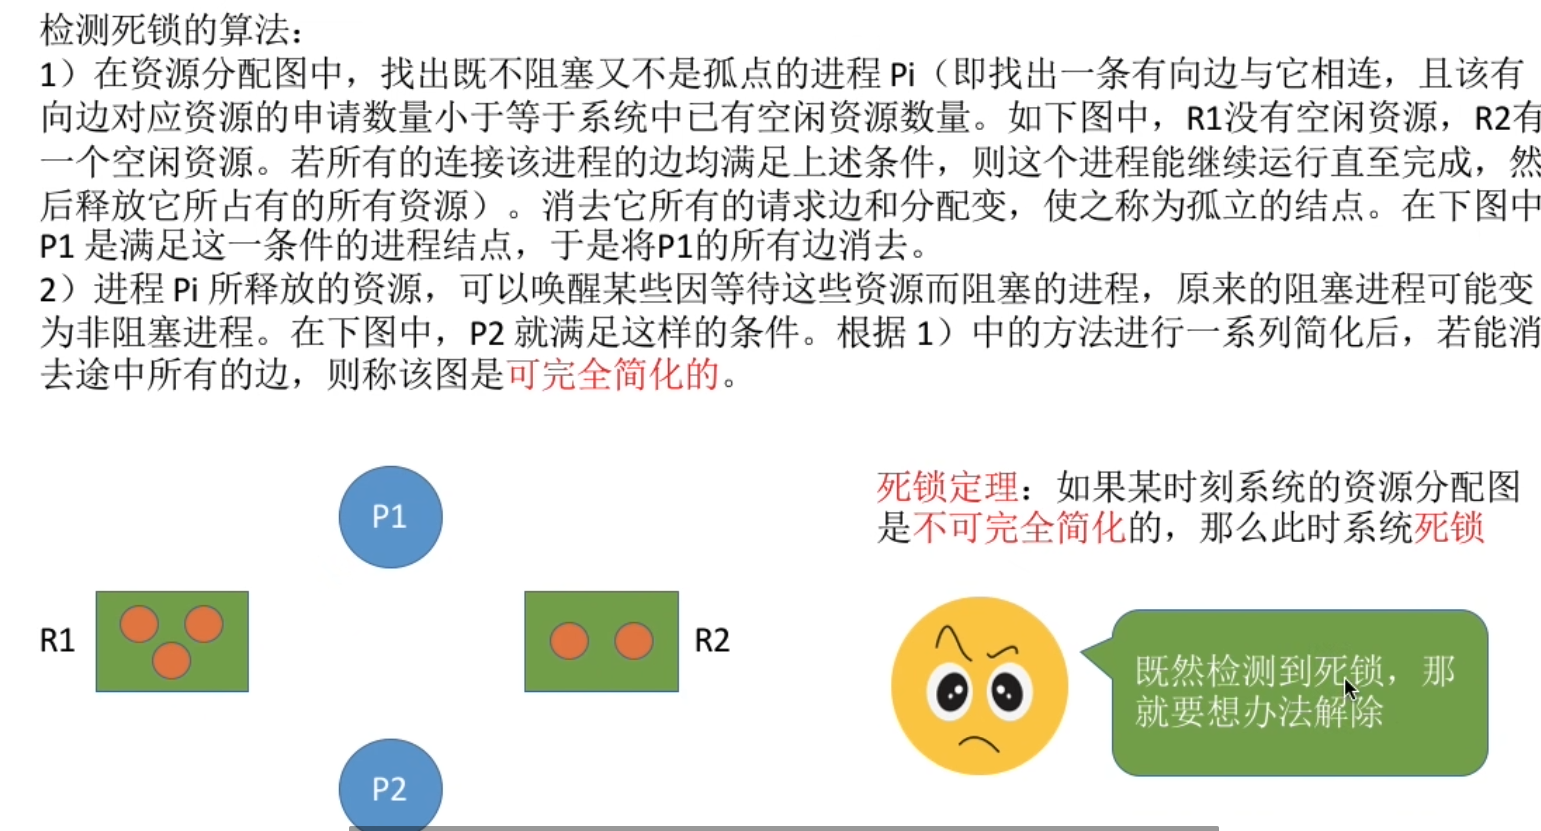 检测死锁的算法：
1）在资源分配图中，找出既不阻塞又不是孤点的进程 Pi（即找出一条有向边与它相连，且该有
向边对应资源的申请数量小于等于系统中已有空闲资源数量。如下图中，R1没有空闲资源，R2有
一个空闲资源。若所有的连接该进程的边均满足上述条件，则这个进程能继续运行直至完成，然
后释放它所占有的所有资源）。消去它所有的请求边和分配变，使之称为孤立的结点。在下图中
P1 是满足这一条件的进程结点，于是将P1的所有边消去。
2）进程 Pi 所释放的资源，可以唤醒某些因等待这些资源而阻塞的进程，原来的阻塞进程可能变
为非阻塞进程。在下图中，P2 就满足这样的条件。根据 1）中的方法进行一系列简化后，若能消
去途中所有的边，则称该图是可完全简化的。
死锁定理：如果某时刻系统的资源分配图
是不可完全简化的，那么此时系统死锁
P1
R1
R2
P2
既然检测到死锁，那
就要想办法解除